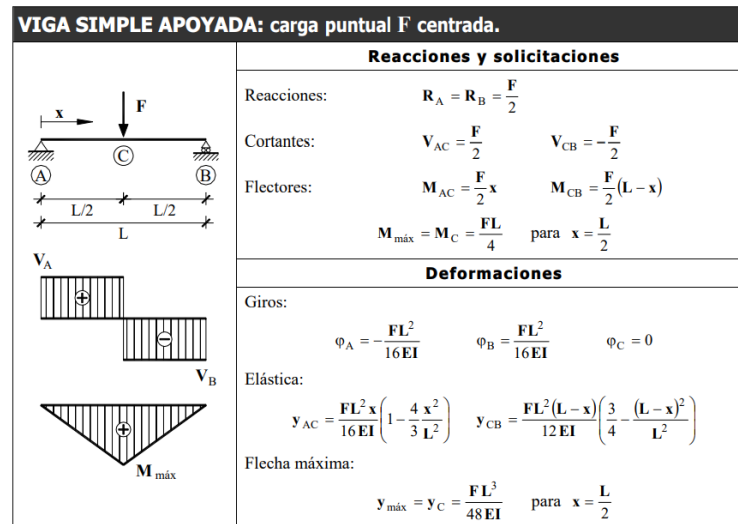 VIGA SIMPLE APOYADA: carga puntual F centrada.
x
F
A
C
B
L/2 L/2
L
V_A
+
−
V_B
+
M_máx
Reacciones y solicitaciones
Reacciones: R_A = R_B = F/2
Cortantes: V_AC = F/2 V_CB = −F/2
Flectores: M_AC = F/2 x M_CB = F/2 (L − x)
M_máx = M_C = FL/4 para x = L/2
Deformaciones
Giros:
φ_A = −FL²/16EI φ_B = FL²/16EI φ_C = 0
Elástica:
y_AC = FL²x/16EI (1 − 4/3 x²/L²) y_CB = FL²(L − x)/12EI (3/4 − (L − x)²/L²)
Flecha máxima:
y_máx = y_C = FL³/48EI para x = L/2